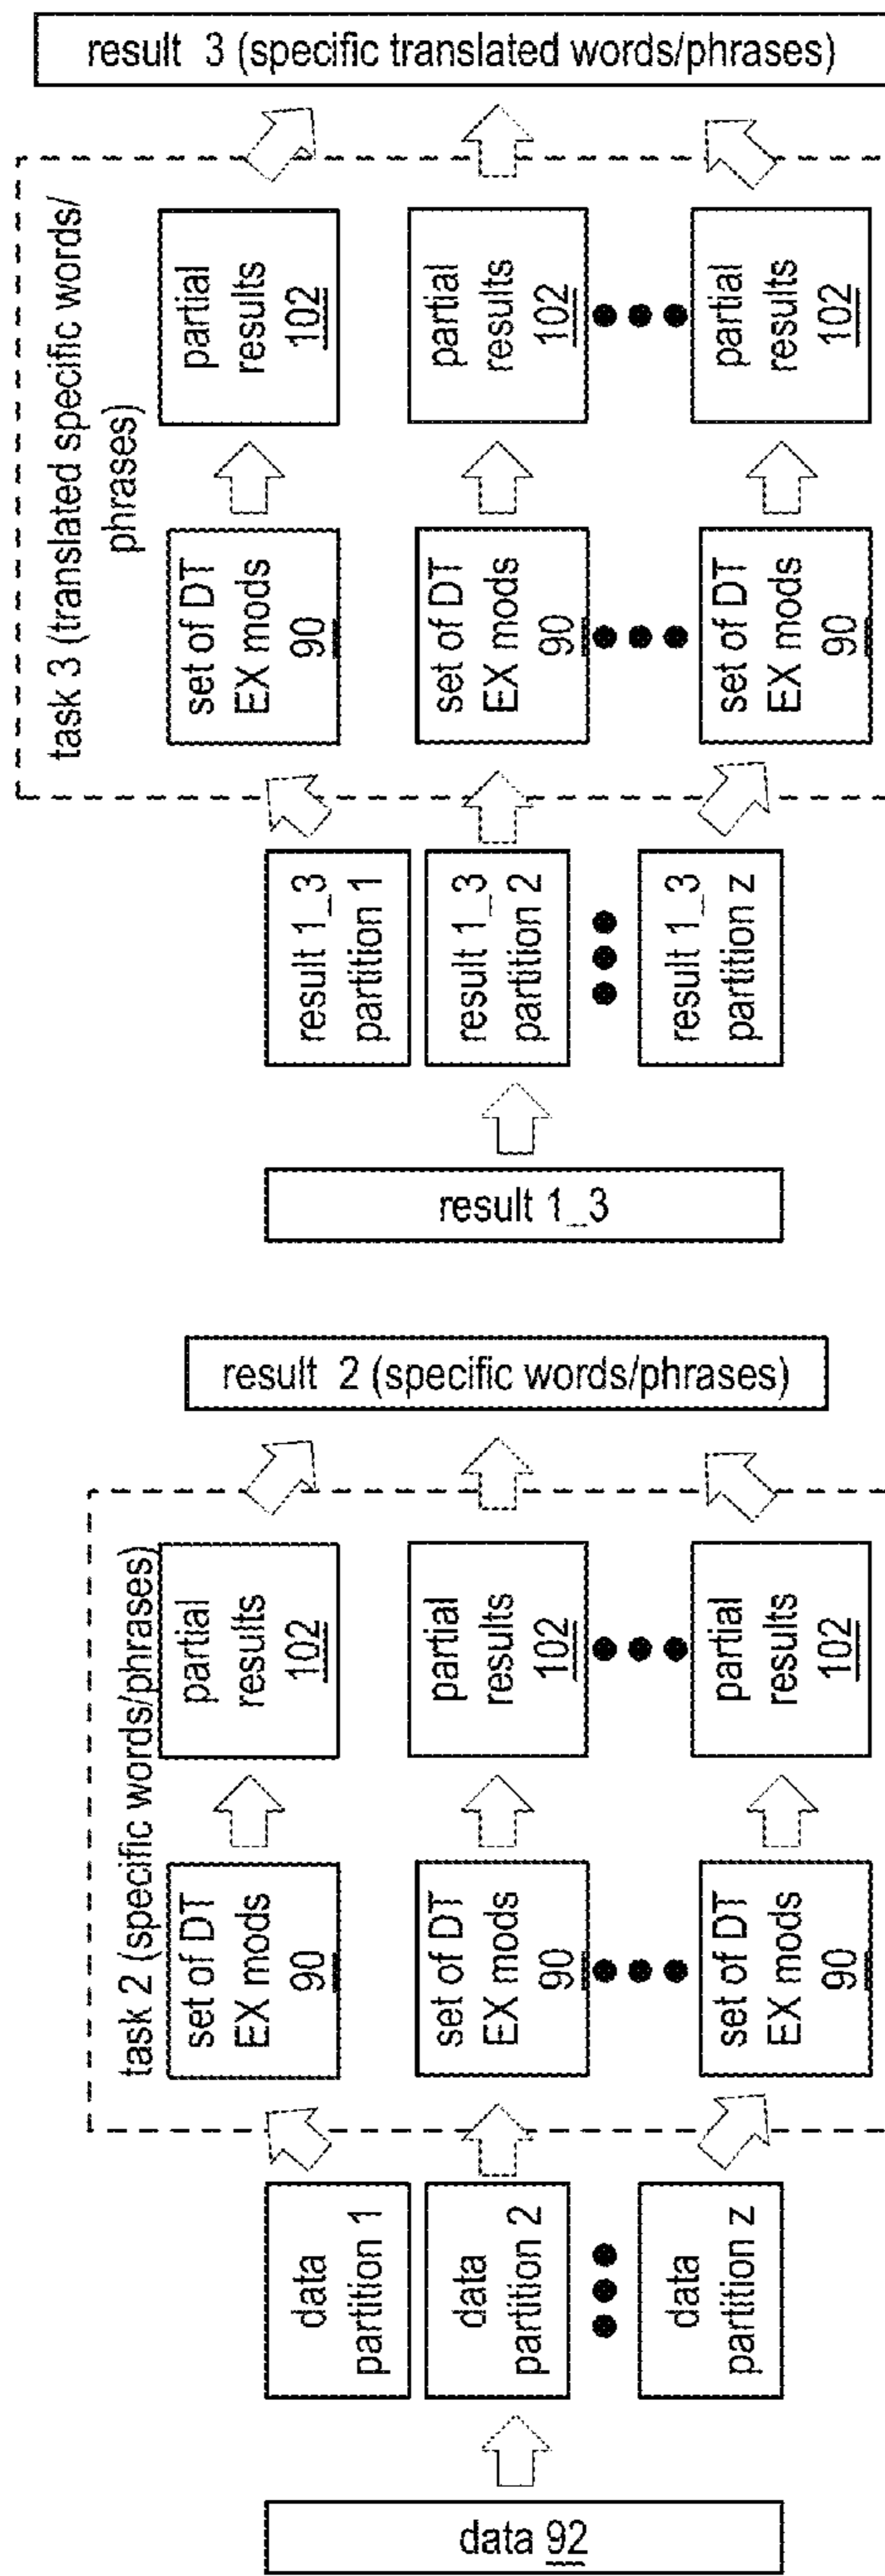 data 92
data
partition 1
data
partition 2
data
partition z
task 2 (specific words/phrases)
set of DT
EX mods
90
partial
results
102
set of DT
EX mods
90
partial
results
102
set of DT
EX mods
90
partial
results
102
result 2 (specific words/phrases)
result 1_3
result 1_3
partition 1
result 1_3
partition 2
result 1_3
partition z
task 3 (translated specific words/
phrases)
set of DT
EX mods
90
partial
results
102
set of DT
EX mods
90
partial
results
102
set of DT
EX mods
90
partial
results
102
result 3 (specific translated words/phrases)